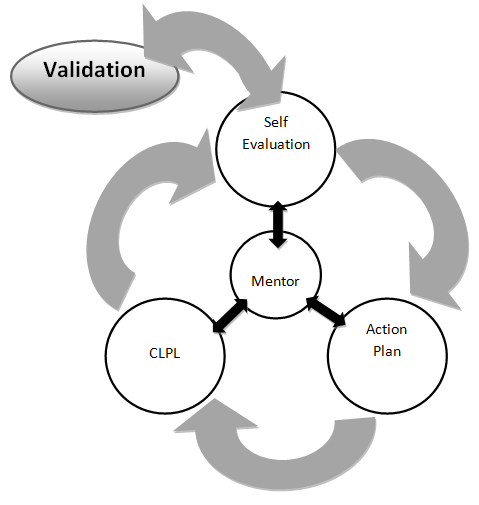 Validation
Self
Evaluation
Mentor
Action
Plan
CLPL